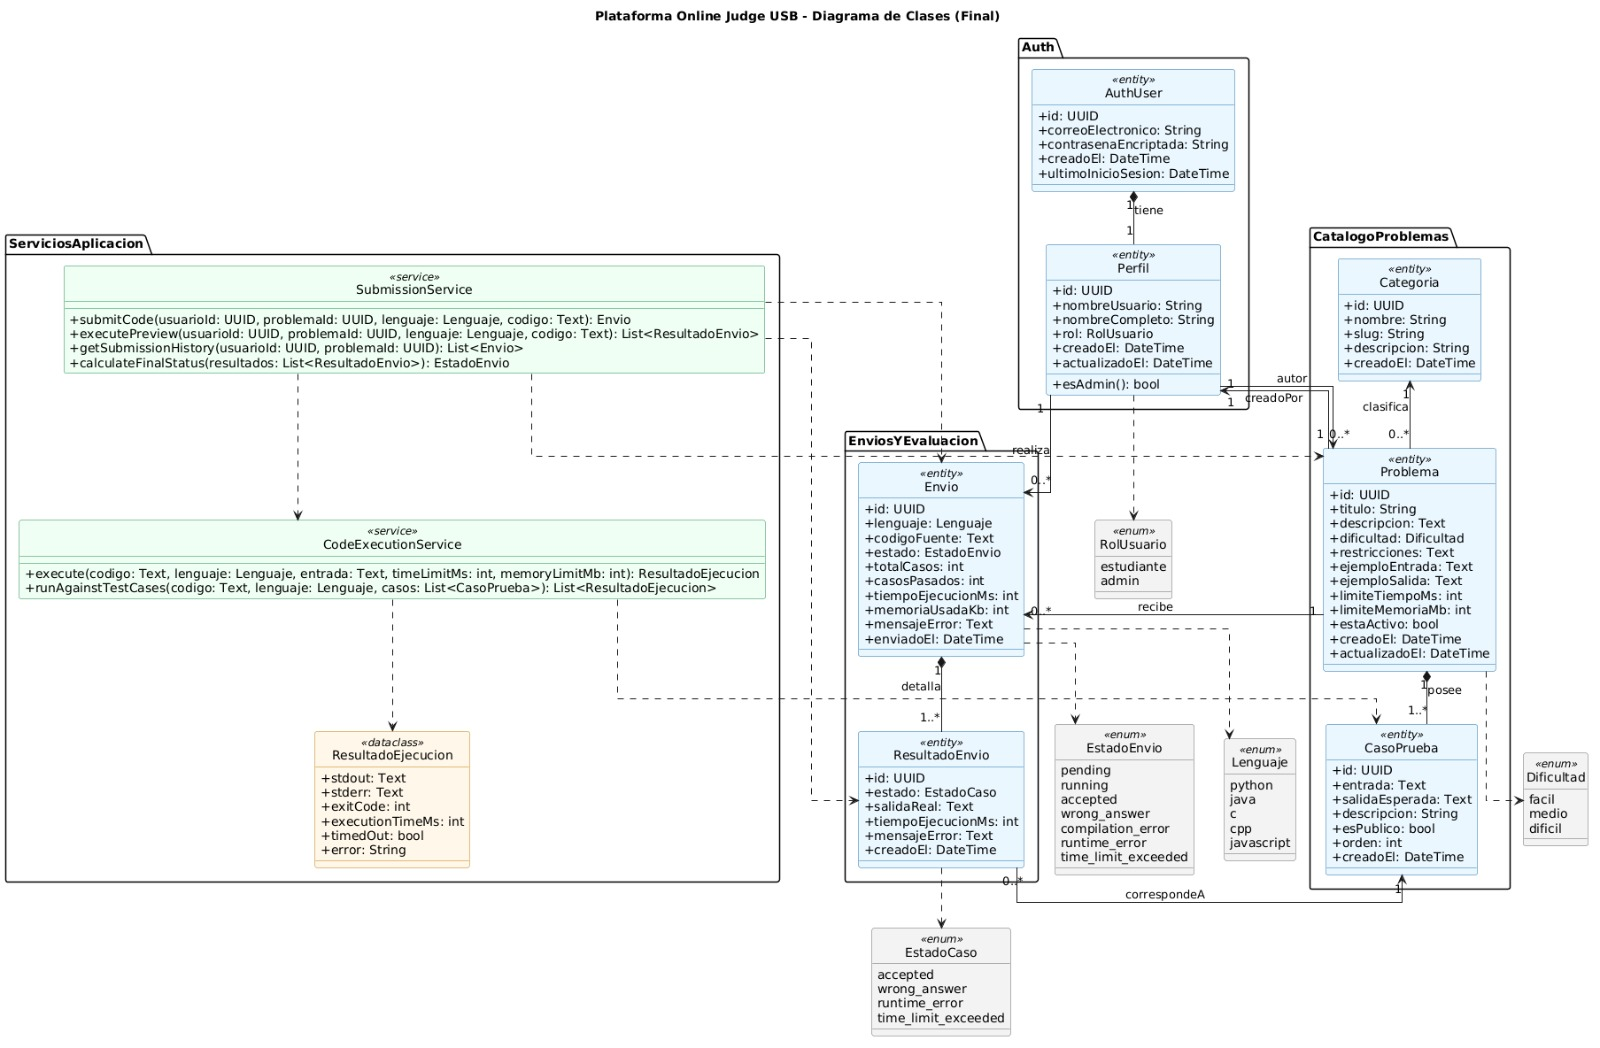 Plataforma Online Judge USB - Diagrama de Clases (Final)
Auth
«entity»
AuthUser
+id: UUID
+correoElectronico: String
+contrasenaEncriptada: String
+creadoEl: DateTime
+ultimoInicioSesion: DateTime
1
tiene
1
«entity»
Perfil
+id: UUID
+nombreUsuario: String
+nombreCompleto: String
+rol: RolUsuario
+creadoEl: DateTime
+actualizadoEl: DateTime
+esAdmin(): bool
ServiciosAplicacion
«service»
SubmissionService
+submitCode(usuarioId: UUID, problemaId: UUID, lenguaje: Lenguaje, codigo: Text): Envio
+executePreview(usuarioId: UUID, problemaId: UUID, lenguaje: Lenguaje, codigo: Text): List<ResultadoEnvio>
+getSubmissionHistory(usuarioId: UUID, problemaId: UUID): List<Envio>
+calculateFinalStatus(resultados: List<ResultadoEnvio>): EstadoEnvio
CatalogoProblemas
«entity»
Categoria
+id: UUID
+nombre: String
+slug: String
+descripcion: String
+creadoEl: DateTime
1
autor
1
creadoPor
1
0..*
1
clasifica
0..*
1
realiza
0..*
EnviosYEvaluacion
«entity»
Envio
+id: UUID
+lenguaje: Lenguaje
+codigoFuente: Text
+estado: EstadoEnvio
+totalCasos: int
+casosPasados: int
+tiempoEjecucionMs: int
+memoriaUsadaKb: int
+mensajeError: Text
+enviadoEl: DateTime
«entity»
Problema
+id: UUID
+titulo: String
+descripcion: Text
+dificultad: Dificultad
+restricciones: Text
+ejemploEntrada: Text
+ejemploSalida: Text
+limiteTiempoMs: int
+limiteMemoriaMb: int
+estaActivo: bool
+creadoEl: DateTime
+actualizadoEl: DateTime
«service»
CodeExecutionService
+execute(codigo: Text, lenguaje: Lenguaje, entrada: Text, timeLimitMs: int, memoryLimitMb: int): ResultadoEjecucion
+runAgainstTestCases(codigo: Text, lenguaje: Lenguaje, casos: List<CasoPrueba>): List<ResultadoEjecucion>
«enum»
RolUsuario
estudiante
admin
0..*
recibe
1
1
detalla
1..*
1
posee
1..*
«dataclass»
ResultadoEjecucion
+stdout: Text
+stderr: Text
+exitCode: int
+executionTimeMs: int
+timedOut: bool
+error: String
«entity»
ResultadoEnvio
+id: UUID
+estado: EstadoCaso
+salidaReal: Text
+tiempoEjecucionMs: int
+mensajeError: Text
+creadoEl: DateTime
«enum»
EstadoEnvio
pending
running
accepted
wrong_answer
compilation_error
runtime_error
time_limit_exceeded
«enum»
Lenguaje
python
java
c
cpp
javascript
«entity»
CasoPrueba
+id: UUID
+entrada: Text
+salidaEsperada: Text
+descripcion: String
+esPublico: bool
+orden: int
+creadoEl: DateTime
«enum»
Dificultad
facil
medio
dificil
0..*
correspondeA
1
«enum»
EstadoCaso
accepted
wrong_answer
runtime_error
time_limit_exceeded